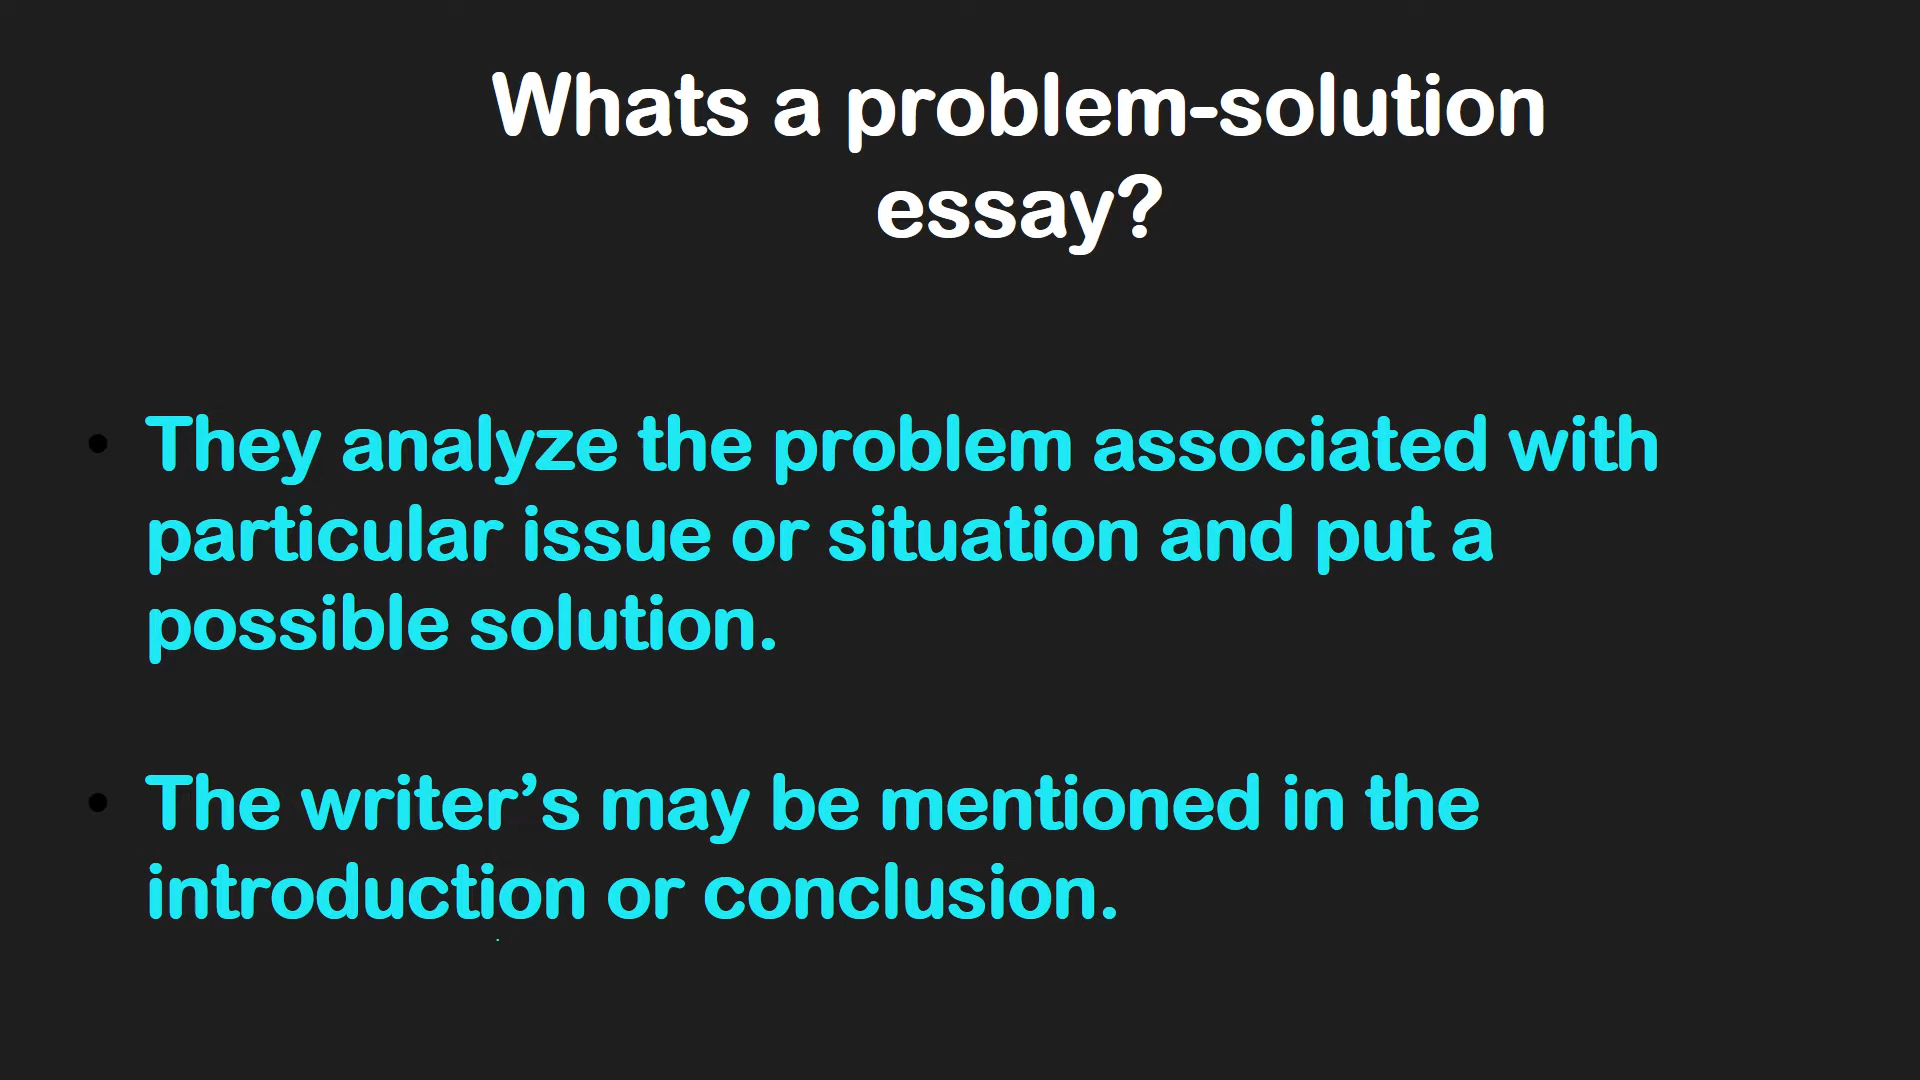 Whats a problem-solution
essay?
• They analyze the problem associated with
particular issue or situation and put a
possible solution.
• The writer’s may be mentioned in the
introduction or conclusion.